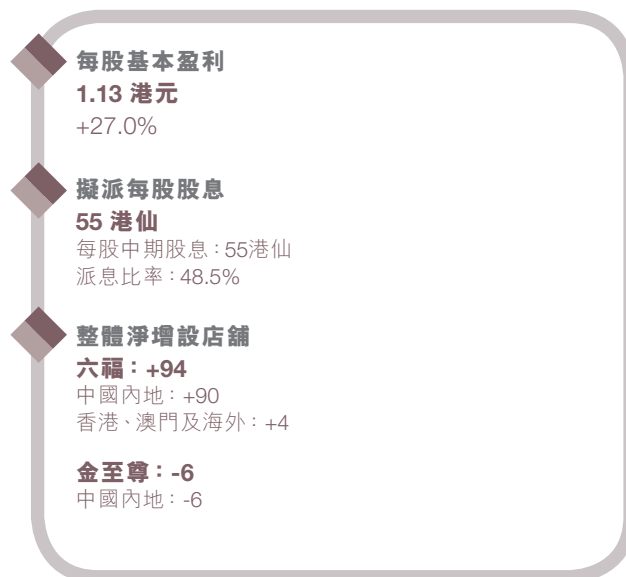 每股基本盈利
1.13 港元
+27.0%
擬派每股股息
55 港仙
每股中期股息：55港仙
派息比率：48.5%
整體淨增設店舖
六福：+94
中國內地：+90
香港、澳門及海外：+4
金至尊：-6
中國內地：-6